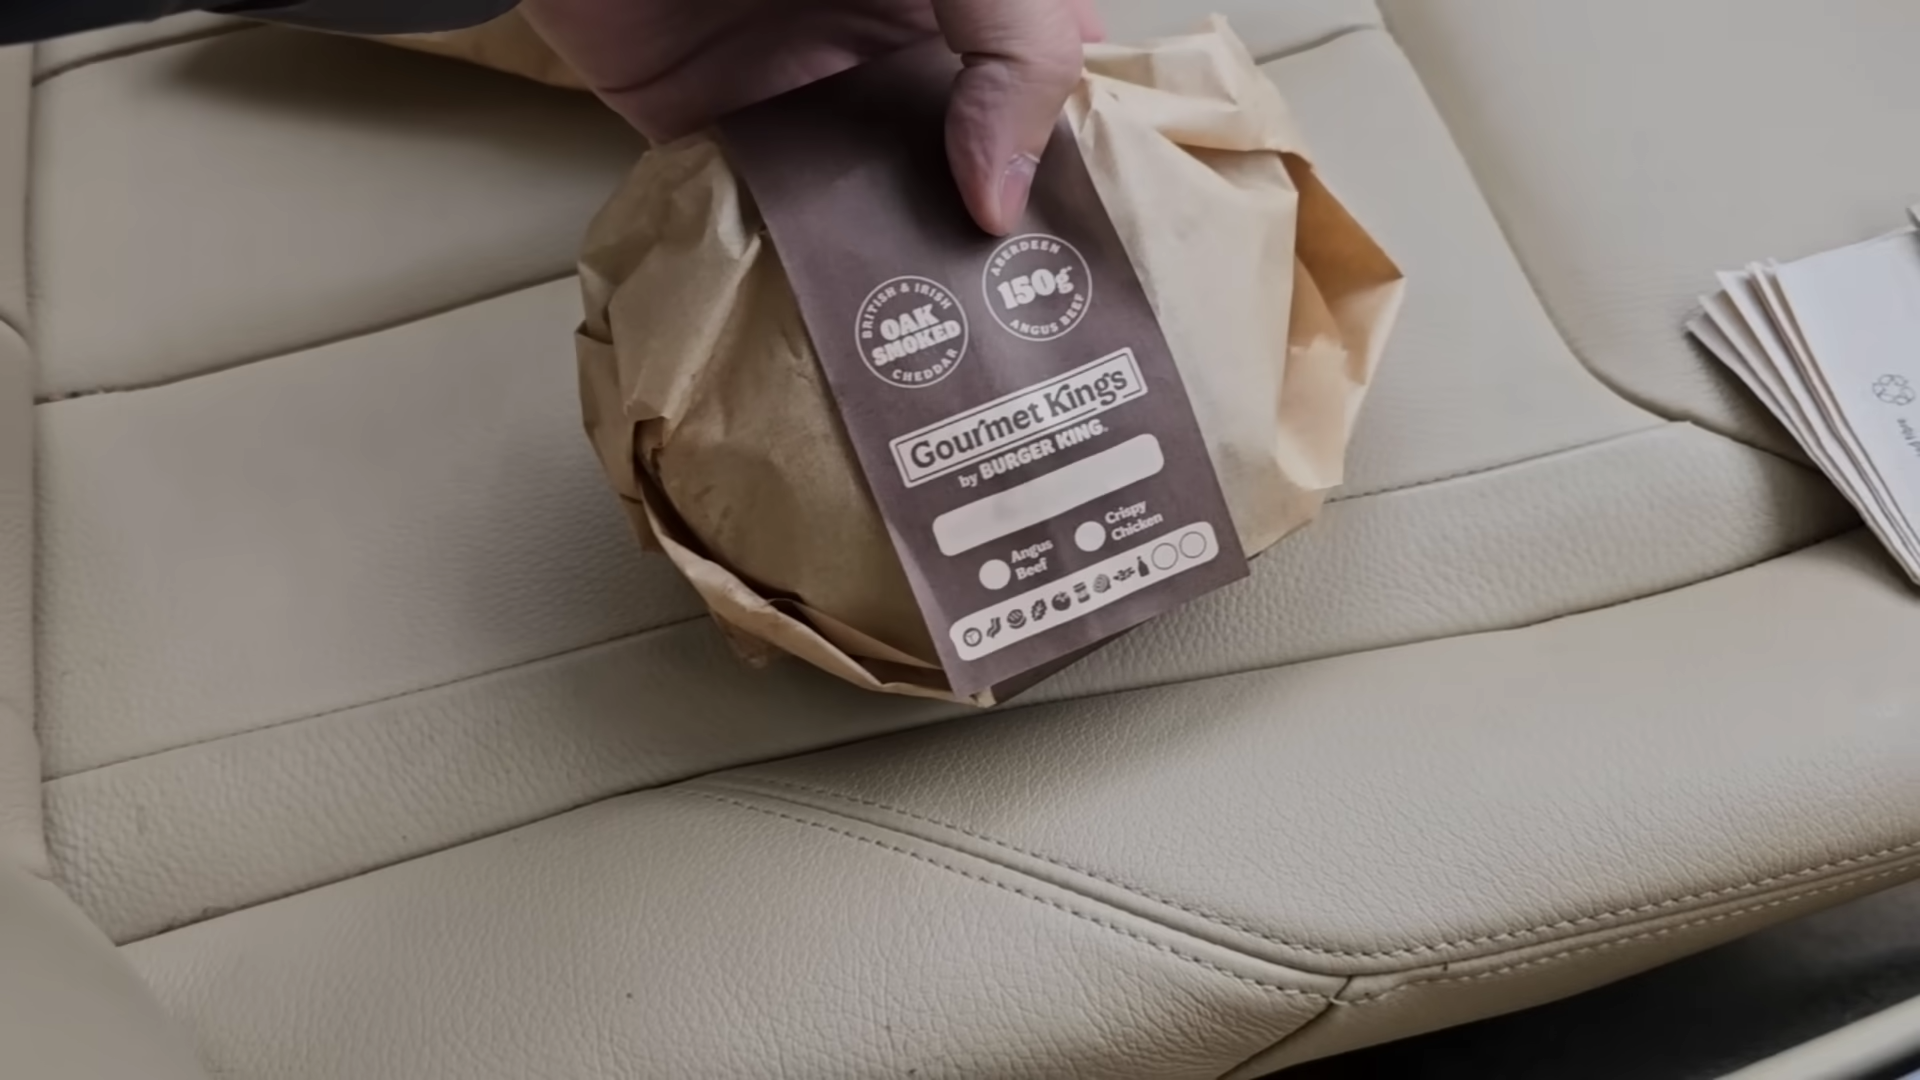 BRITISH & IRISH
OAK
SMOKED
CHEDDAR
ABERDEEN
150g
ANGUS BEEF
Gourmet Kings
by BURGER KING.
Angus
Beef
Crispy
Chicken